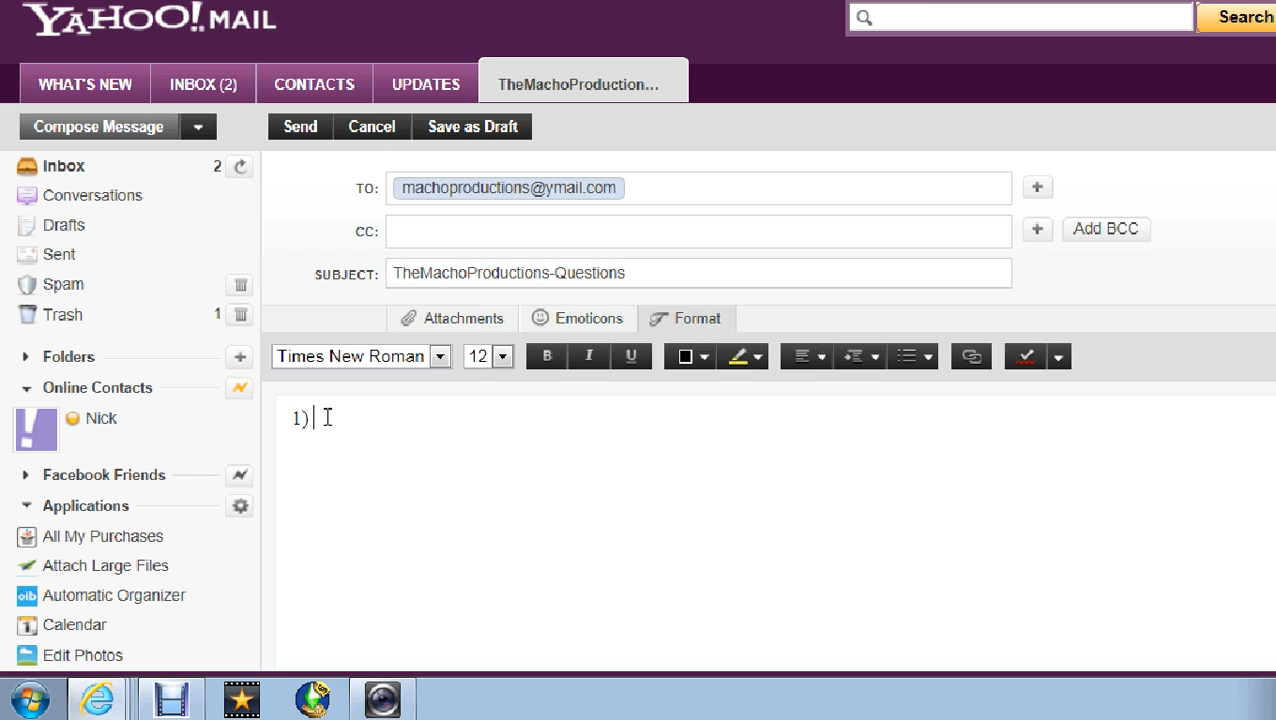 YAHOO! MAIL
Search
WHAT'S NEW
INBOX (2)
CONTACTS
UPDATES
TheMachoProduction...
Compose Message
Send
Cancel
Save as Draft
Inbox 2
Conversations
Drafts
Sent
Spam
Trash 1
Folders
Online Contacts
Nick
Facebook Friends
Applications
All My Purchases
Attach Large Files
oib Automatic Organizer
1 Calendar
Edit Photos
TO: machoproductions@ymail.com
CC:
Add BCC
SUBJECT: TheMachoProductions-Questions
Attachments
Emoticons
Format
Times New Roman
12
B
I
U
1)